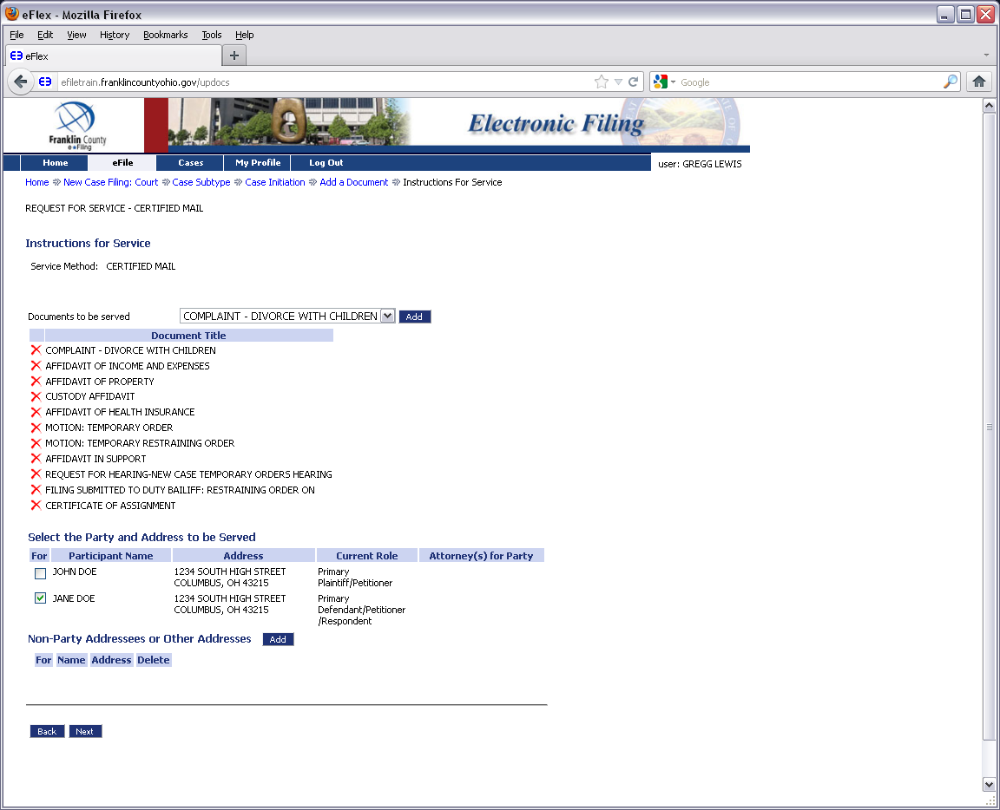 eFlex - Mozilla Firefox
File Edit View History Bookmarks Tools Help
eFlex
efiletrain.franklincountyohio.gov/updocs
Google
Franklin County
e Filing
Electronic Filing
Home eFile Cases My Profile Log Out
user: GREGG LEWIS
Home New Case Filing: Court Case Subtype Case Initiation Add a Document Instructions For Service
REQUEST FOR SERVICE - CERTIFIED MAIL
Instructions for Service
Service Method: CERTIFIED MAIL
Documents to be served COMPLAINT - DIVORCE WITH CHILDREN Add
Document Title
COMPLAINT - DIVORCE WITH CHILDREN
AFFIDAVIT OF INCOME AND EXPENSES
AFFIDAVIT OF PROPERTY
CUSTODY AFFIDAVIT
AFFIDAVIT OF HEALTH INSURANCE
MOTION: TEMPORARY ORDER
MOTION: TEMPORARY RESTRAINING ORDER
AFFIDAVIT IN SUPPORT
REQUEST FOR HEARING-NEW CASE TEMPORARY ORDERS HEARING
FILING SUBMITTED TO DUTY BAILIFF: RESTRAINING ORDER ON
CERTIFICATE OF ASSIGNMENT
Select the Party and Address to be Served
For Participant Name Address Current Role Attorney(s) for Party
JOHN DOE 1234 SOUTH HIGH STREET Primary
COLUMBUS, OH 43215 Plaintiff/Petitioner
JANE DOE 1234 SOUTH HIGH STREET Primary
COLUMBUS, OH 43215 Defendant/Petitioner
/Respondent
Non-Party Addressees or Other Addresses Add
For Name Address Delete
Back Next